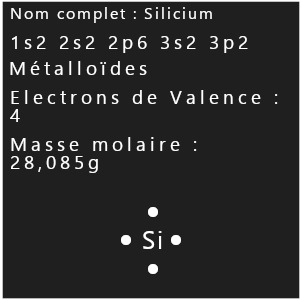 Nom complet : Silicium
1s2 2s2 2p6 3s2 3p2
Métalloïdes
Electrons de Valence :
4
Masse molaire :
28,085g
Si